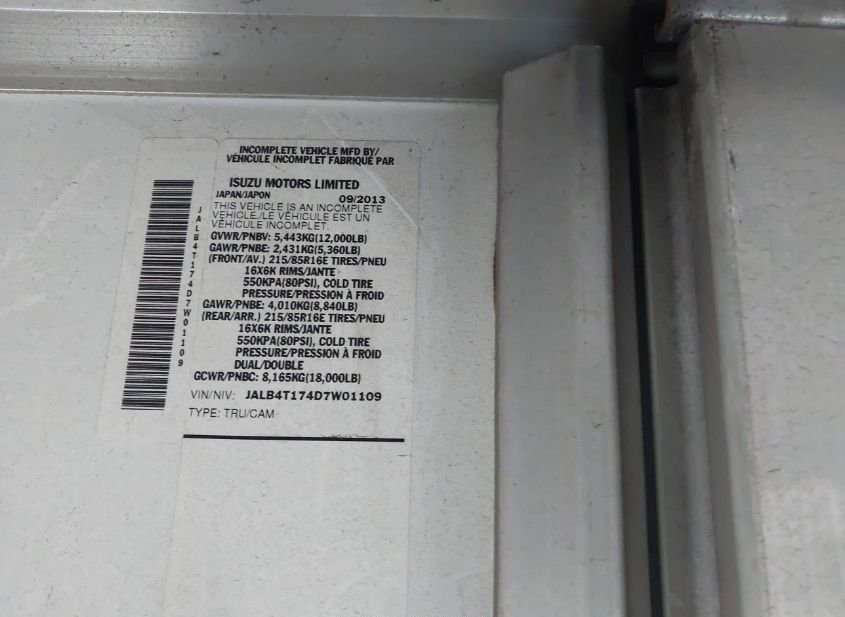 INCOMPLETE VEHICLE MFD BY/
VÉHICULE INCOMPLET FABRIQUÉ PAR
ISUZU MOTORS LIMITED
JAPAN/JAPON 09/2013
THIS VEHICLE IS AN INCOMPLETE
VEHICLE./LE VÉHICULE EST UN
VÉHICULE INCOMPLET.
GVWR/PNBV: 5,443KG(12,000LB)
GAWR/PNBE: 2,431KG(5,360LB)
(FRONT/AV.) 215/85R16E TIRES/PNEU
16X6K RIMS/JANTE
550KPA(80PSI), COLD TIRE
PRESSURE/PRESSION À FROID
GAWR/PNBE: 4,010KG(8,840LB)
(REAR/ARR.) 215/85R16E TIRES/PNEU
16X6K RIMS/JANTE
550KPA(80PSI), COLD TIRE
PRESSURE/PRESSION À FROID
DUAL/DOUBLE
GCWR/PNBC: 8,165KG(18,000LB)
VIN/NIV: JALB4T174D7W01109
TYPE: TRU/CAM
JALB4T174D7W01109